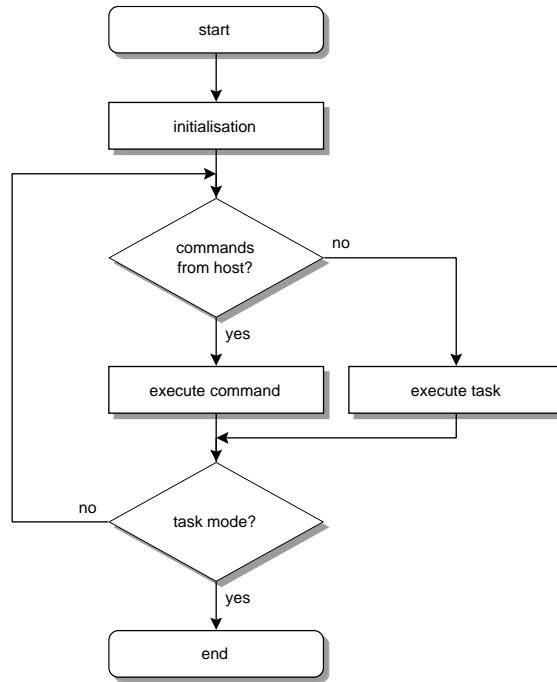 start
initialisation
commands
from host?
no
yes
execute command
execute task
no
task mode?
yes
end